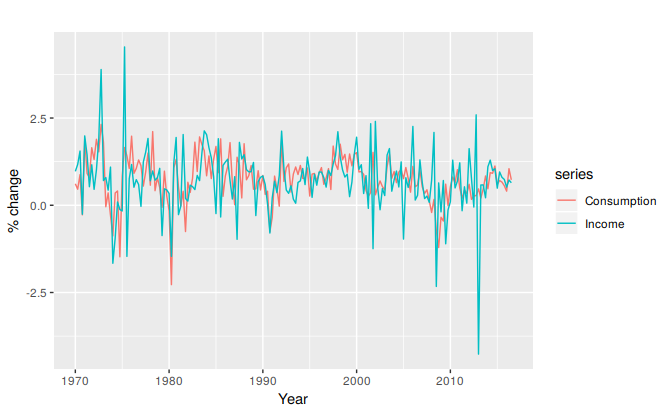 % change
2.5
0.0
-2.5
1970 1980 1990 2000 2010
Year
series
Consumption
Income